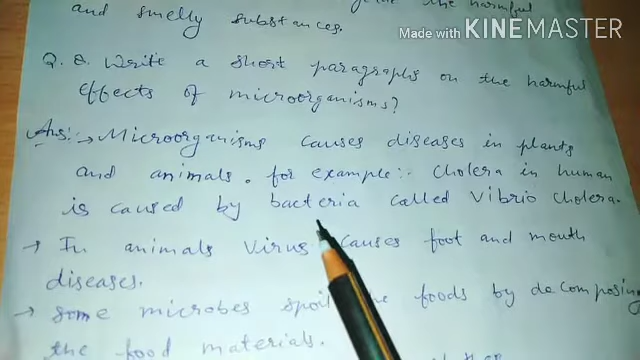 the harmful
and smelly substances.
Made with KINEMASTER
Q. 8. Write a short paragraphs on the harmful
effects of microorganisms?
Ans:→ Microorganisms causes diseases in plants
and animals. for example:- Cholera in human
is caused by bacteria called Vibrio cholera.
→ In animals Virus causes foot and mouth
diseases.
→ Some microbes spoil the foods by decomposing
the food materials.